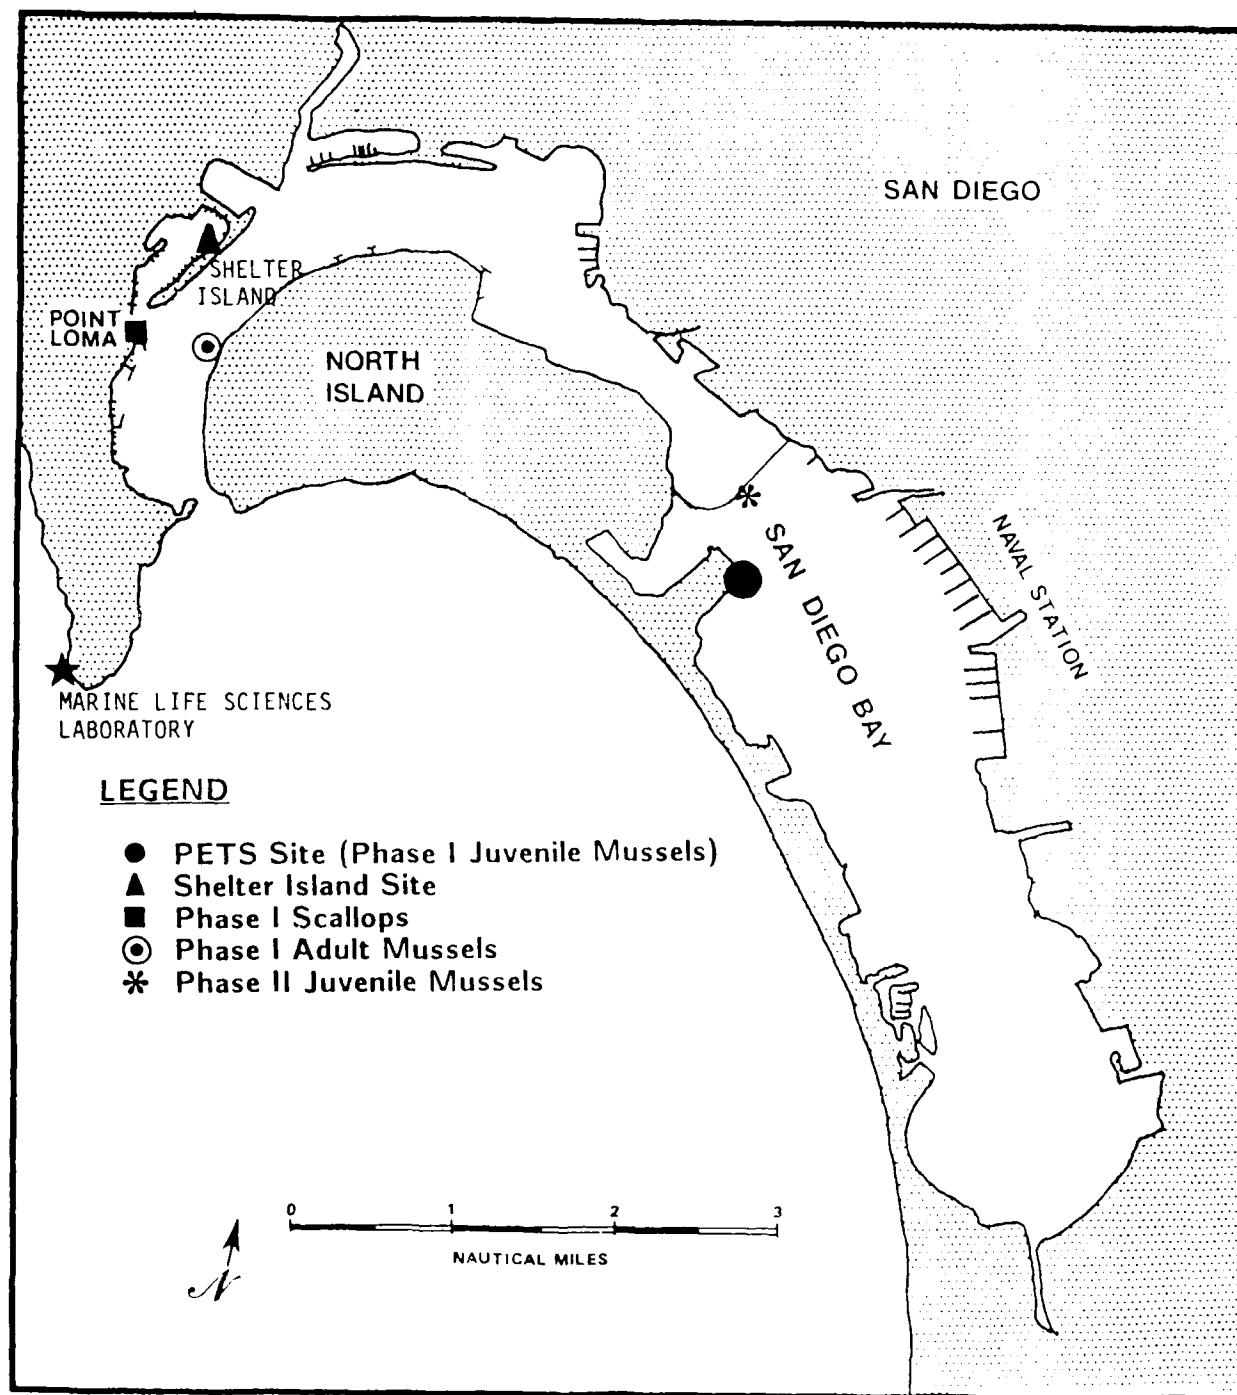 SAN DIEGO
SHELTER
ISLAND
POINT
LOMA
NORTH
ISLAND
NAVAL STATION
SAN DIEGO BAY
MARINE LIFE SCIENCES
LABORATORY
LEGEND
PETS Site (Phase I Juvenile Mussels)
Shelter Island Site
Phase I Scallops
Phase I Adult Mussels
Phase II Juvenile Mussels
0 1 2 3
NAUTICAL MILES
N